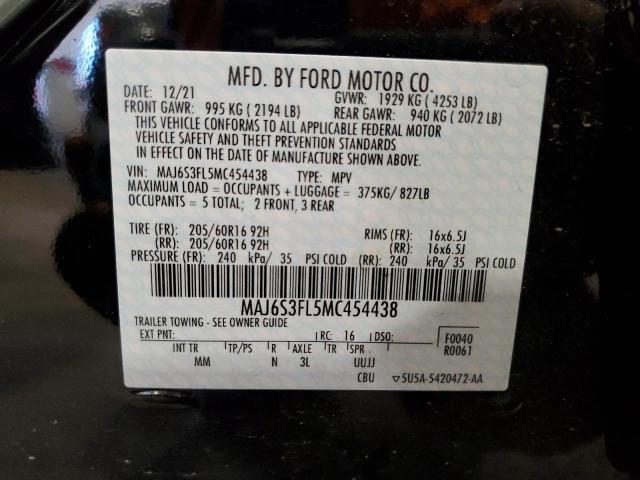 MFD. BY FORD MOTOR CO.
DATE: 12/21 GVWR: 1929 KG ( 4253 LB)
FRONT GAWR: 995 KG ( 2194 LB) REAR GAWR: 940 KG ( 2072 LB)
THIS VEHICLE CONFORMS TO ALL APPLICABLE FEDERAL MOTOR
VEHICLE SAFETY AND THEFT PREVENTION STANDARDS
IN EFFECT ON THE DATE OF MANUFACTURE SHOWN ABOVE.
VIN: MAJ6S3FL5MC454438 TYPE: MPV
MAXIMUM LOAD = OCCUPANTS + LUGGAGE = 375KG/ 827LB
OCCUPANTS = 5 TOTAL; 2 FRONT, 3 REAR
TIRE (FR): 205/60R16 92H RIMS (FR): 16x6.5J
(RR): 205/60R16 92H (RR): 16x6.5J
PRESSURE (FR): 240 kPa/ 35 PSI COLD (RR): 240 kPa/ 35 PSI COLD
MAJ6S3FL5MC454438
TRAILER TOWING - SEE OWNER GUIDE
EXT PNT: RC: 16 DSO: F0040
R0061
INT TR TP/PS R AXLE TR SPR
MM N 3L UUJJ
CBU ▽5U5A-5420472-AA